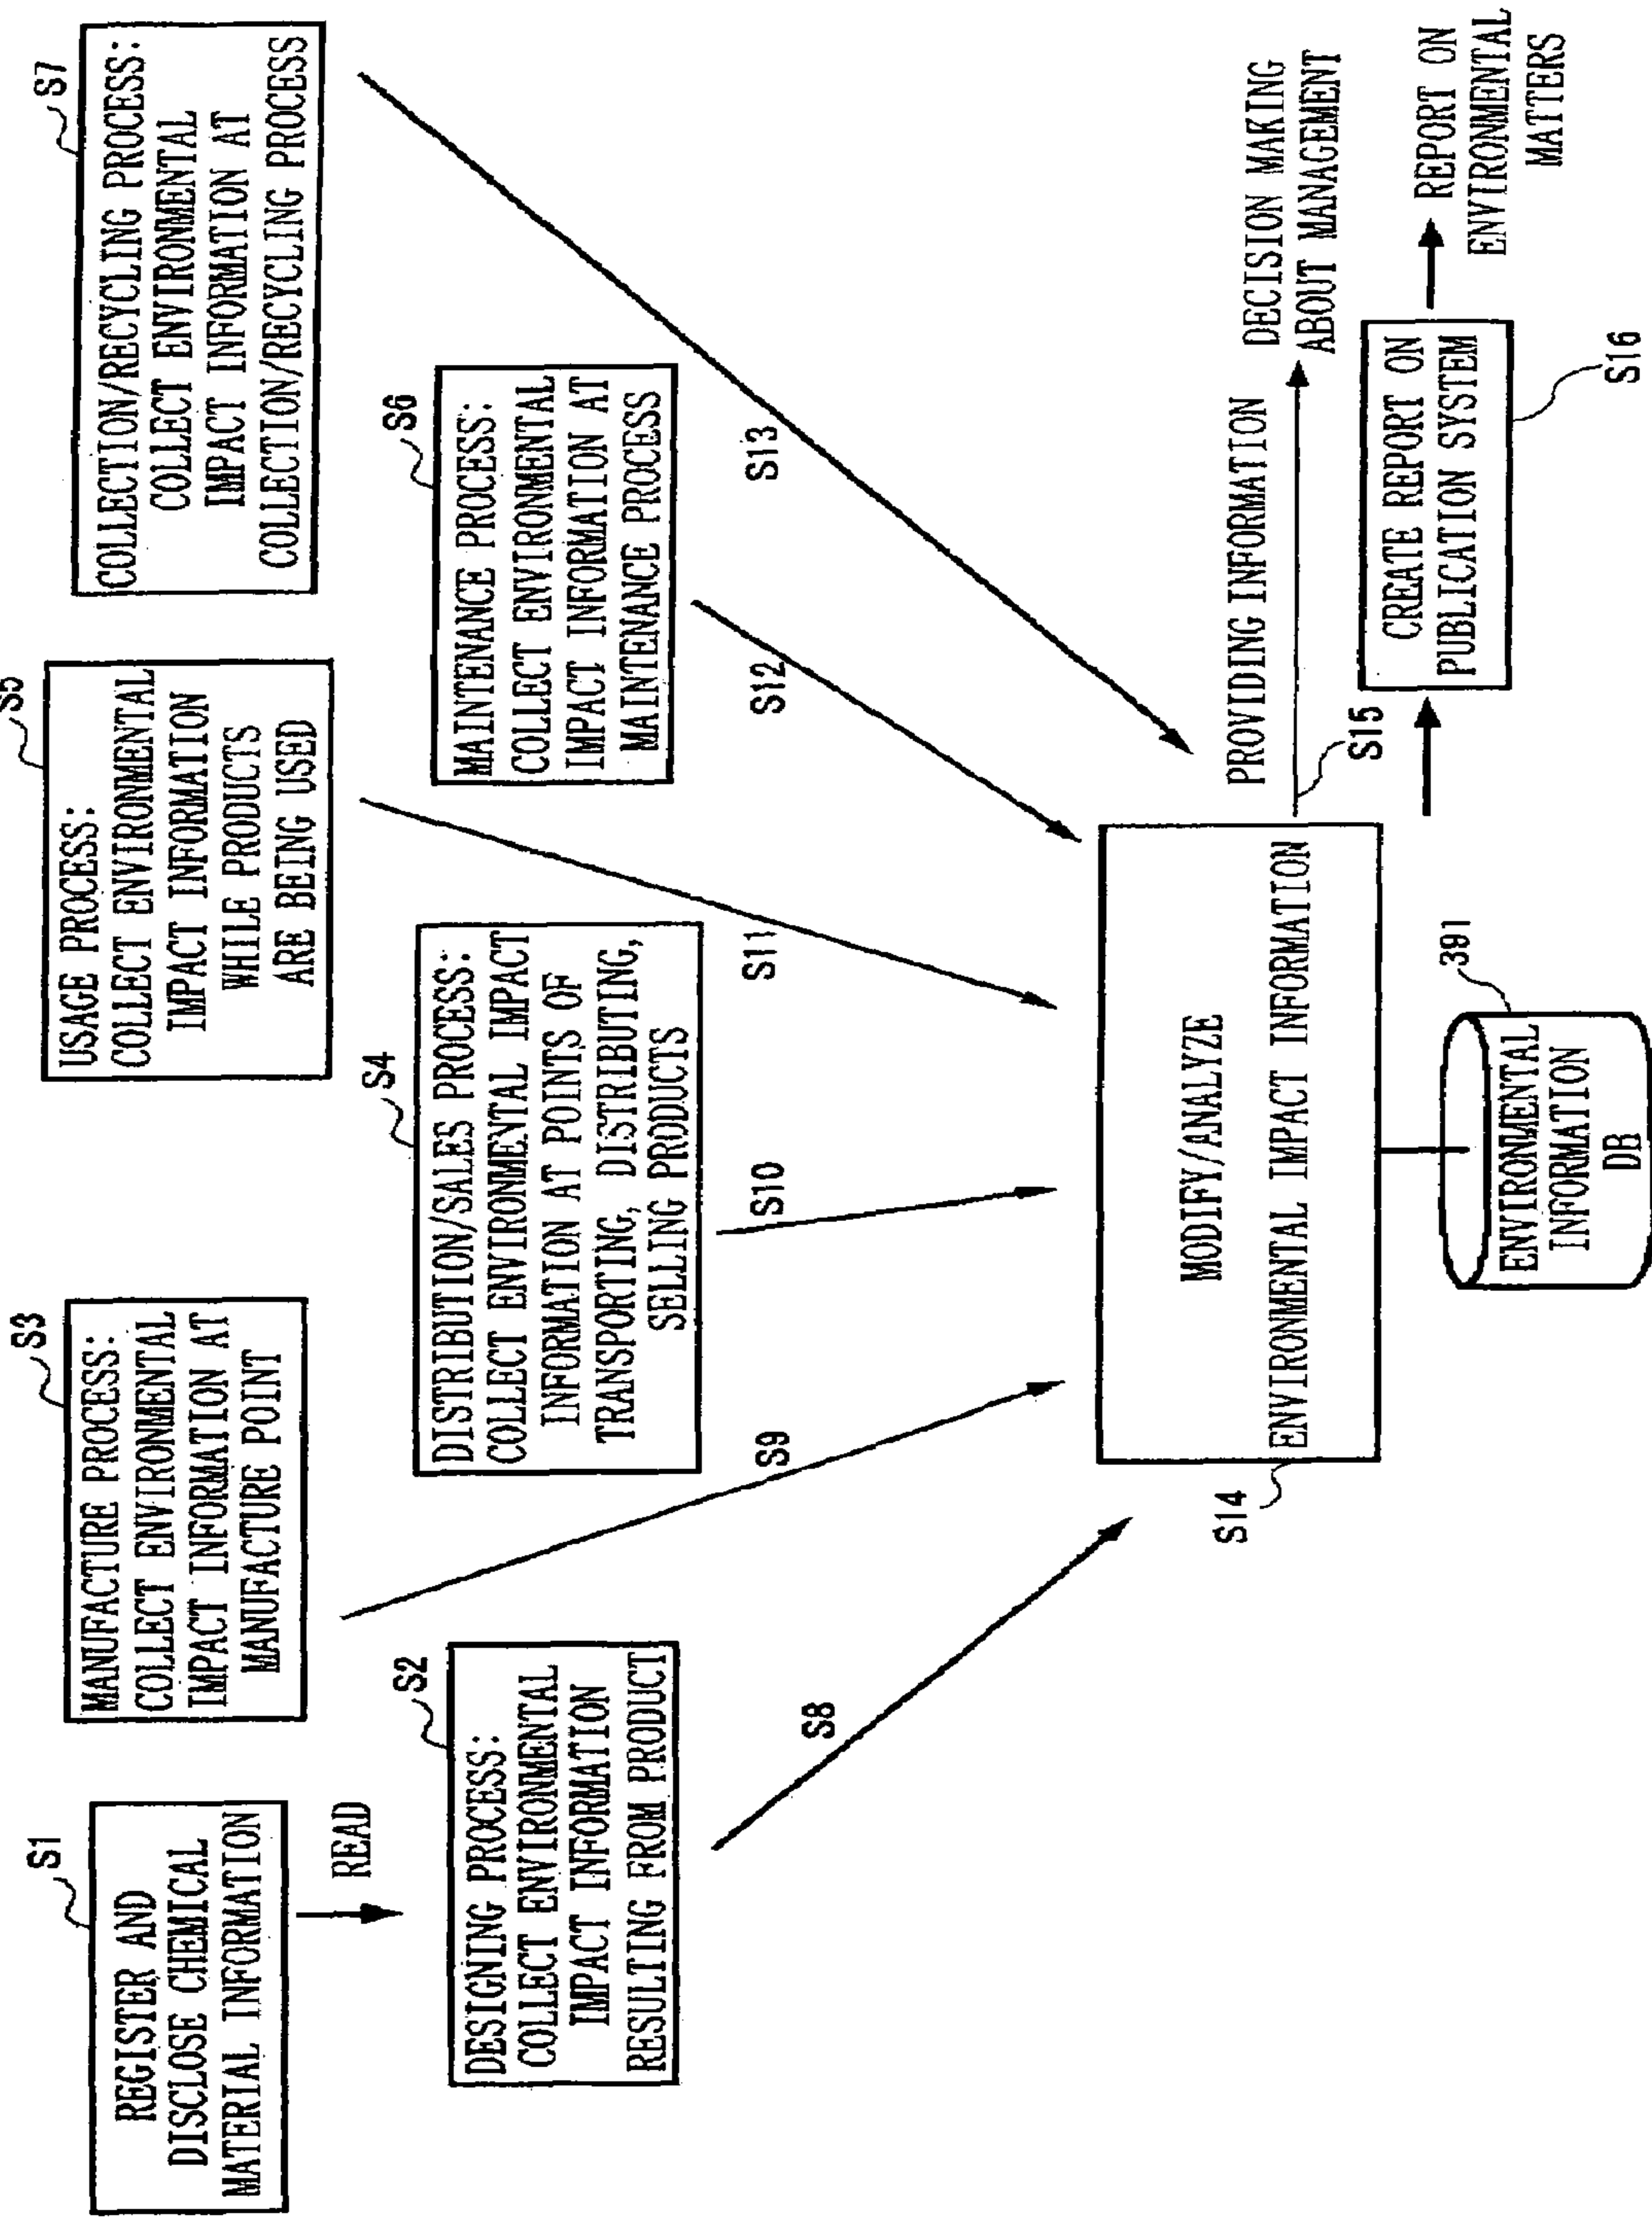 S1
REGISTER AND
DISCLOSE CHEMICAL
MATERIAL INFORMATION
READ
S2
DESIGNING PROCESS:
COLLECT ENVIRONMENTAL
IMPACT INFORMATION
RESULTING FROM PRODUCT
S3
MANUFACTURE PROCESS:
COLLECT ENVIRONMENTAL
IMPACT INFORMATION AT
MANUFACTURE POINT
S4
DISTRIBUTION/SALES PROCESS:
COLLECT ENVIRONMENTAL IMPACT
INFORMATION AT POINTS OF
TRANSPORTING, DISTRIBUTING,
SELLING PRODUCTS
S5
USAGE PROCESS:
COLLECT ENVIRONMENTAL
IMPACT INFORMATION
WHILE PRODUCTS
ARE BEING USED
S6
MAINTENANCE PROCESS:
COLLECT ENVIRONMENTAL
IMPACT INFORMATION AT
MAINTENANCE PROCESS
S7
COLLECTION/RECYCLING PROCESS:
COLLECT ENVIRONMENTAL
IMPACT INFORMATION AT
COLLECTION/RECYCLING PROCESS
S8
S9
S10
S11
S12
S13
S14
MODIFY/ANALYZE
ENVIRONMENTAL IMPACT INFORMATION
391
ENVIRONMENTAL
INFORMATION
DB
PROVIDING INFORMATION
S15
DECISION MAKING
ABOUT MANAGEMENT
CREATE REPORT ON
PUBLICATION SYSTEM
S16
REPORT ON
ENVIRONMENTAL
MATTERS